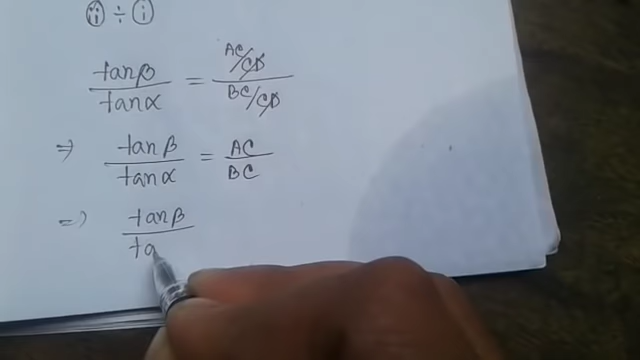 (ii) ÷ (i)
tanβ/tanα = (AC/CD)/(BC/CD)
⇒ tanβ/tanα = AC/BC
⇒ tanβ/ta